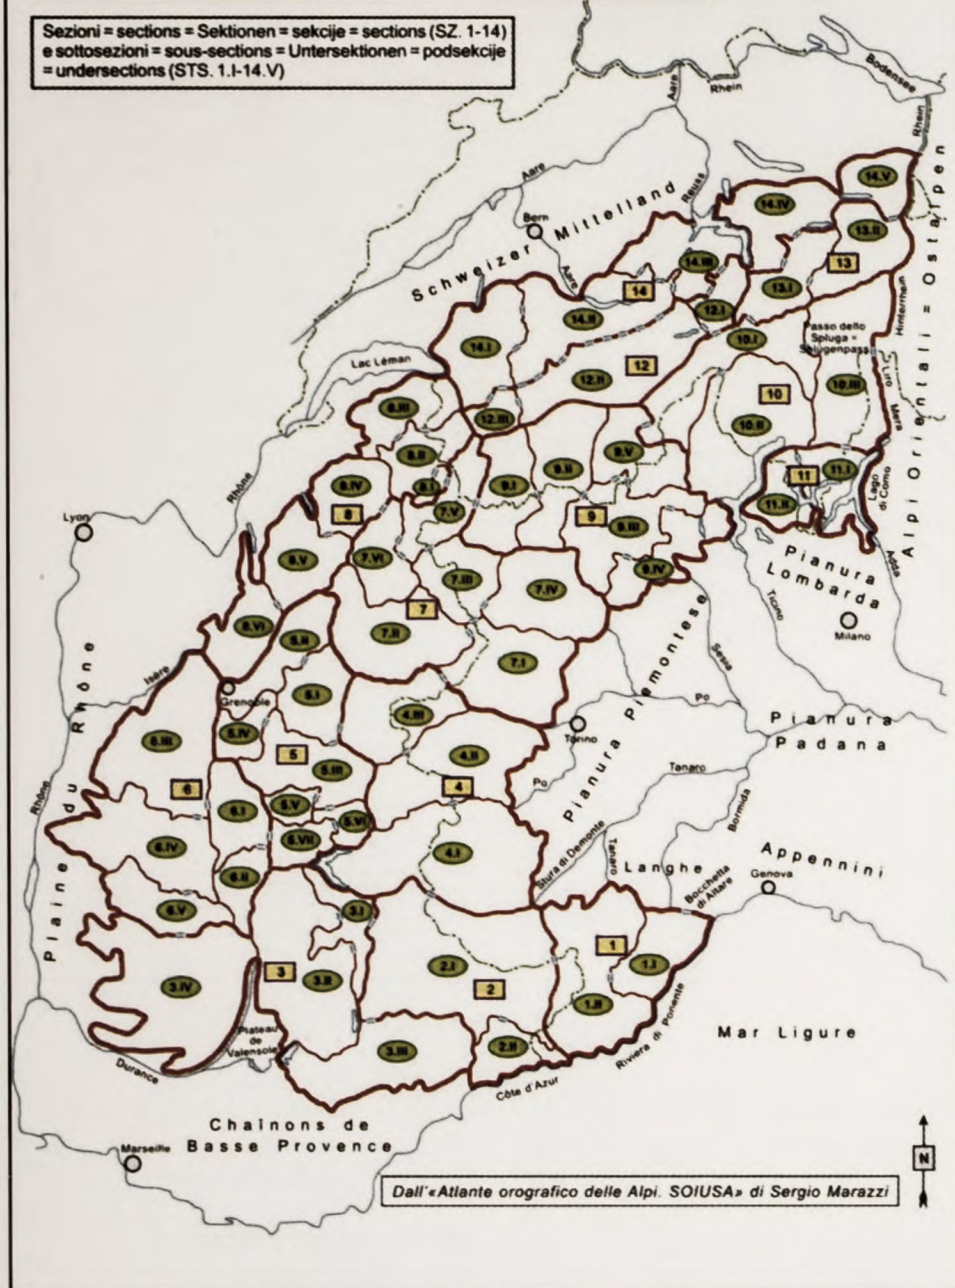 Sezioni = sections = Sektionen = sekcije = sections (SZ. 1-14)
e sottosezioni = sous-sections = Untersektionen = podsekcije
= undersections (STS. 1.I-14.V)
Bodensee
Rhein
Aare
Rhein
Aare
Reuss
14.V
14.IV
13.II
Bern
Schweizer Mittelland
14.III
13
14
13.I
Aare
12.I
Hinterrhein
14.II
10.I
Passo dello
Spluga =
Splügenpass
14.I
Lac Léman
12
12.II
10
10.III
Liro
Mera
8.III
12.III
10.II
8.II
9.V
9.II
11.I
11
Rhône
8.IV
8.I
9.I
11.II
Lago
di Como
Alpi Orientali = Ostalpen
Lyon
8
7.V
9
9.III
8.V
7.VI
9.IV
Pianura
Lombarda
Adda
7.III
7.IV
Ticino
7
Milano
8.VI
5.II
7.II
Sesia
Isère
7.I
Grenoble
5.I
Po
4.III
Pianura
Padana
Torino
6.III
5.IV
5
4.II
5.III
Tanaro
Po
Pianura Piemontese
Rhône
6
4
5.V
6.I
5.VI
Bormida
5.VII
6.IV
4.I
Stura di Demonte
Tanaro
Langhe
Appennini
6.II
Bocchetta
di Altare
Genova
Plaine du Rhône
6.V
3.I
1
2.I
1.I
3
3.II
2
3.IV
1.II
Plateau
de
Valensole
Riviera di Ponente
Mar Ligure
3.III
2.II
Durance
Côte d'Azur
Chaînons de
Basse Provence
Marseille
N
Dall'«Atlante orografico delle Alpi. SOIUSA» di Sergio Marazzi